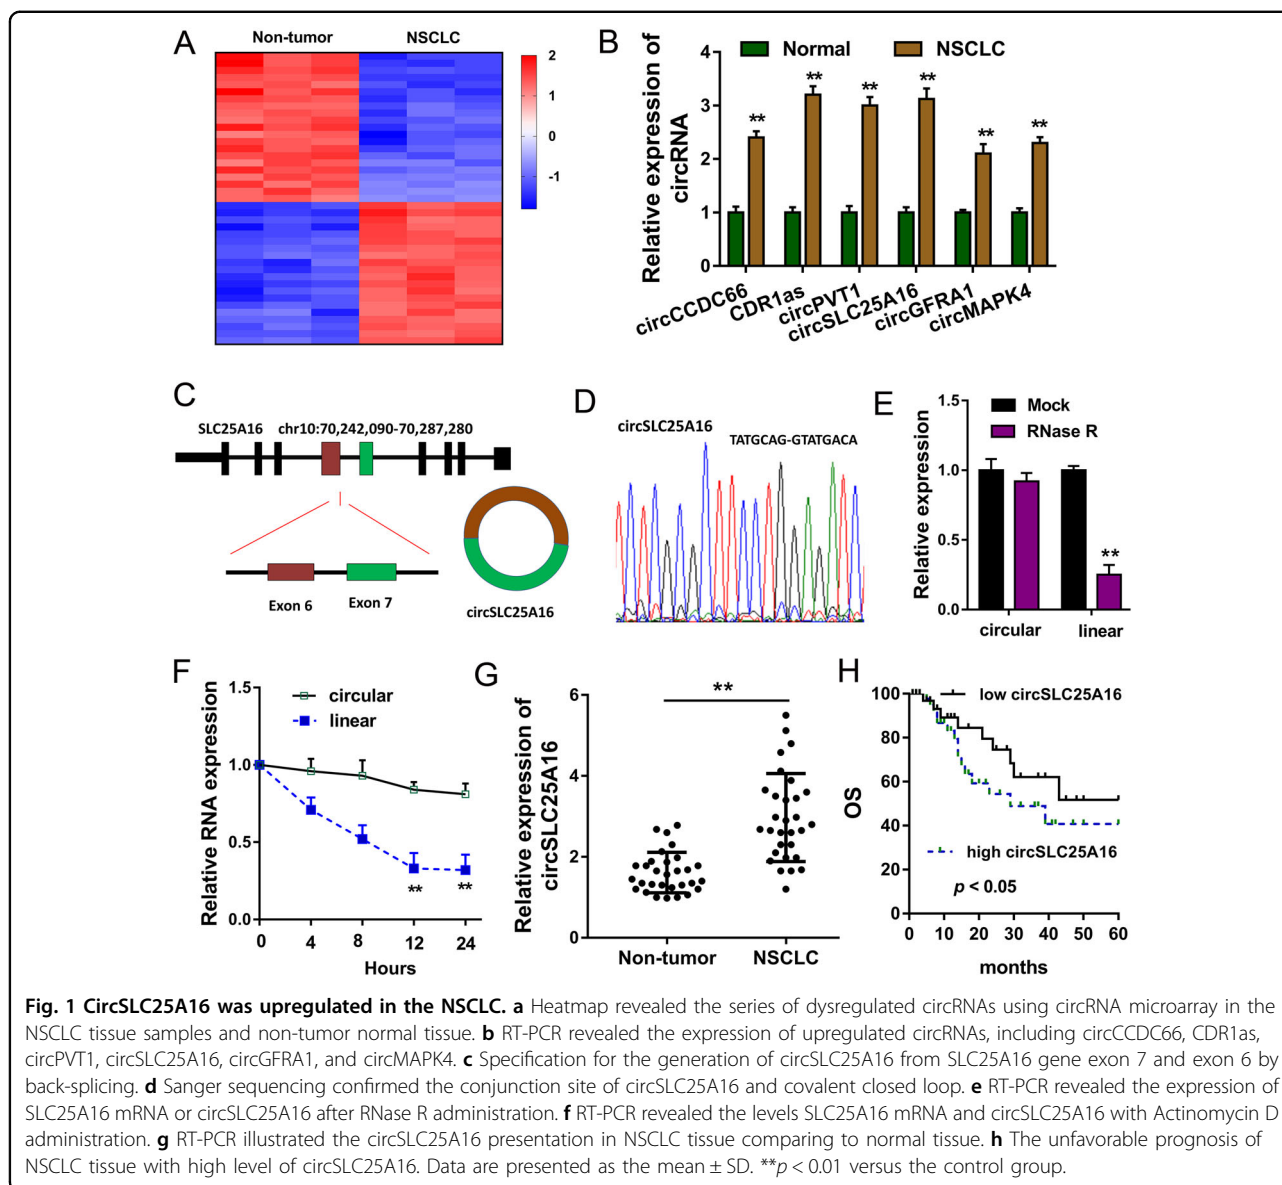 A
Non-tumor NSCLC
2
1
0
-1
B
Normal NSCLC
Relative expression of
circRNA
4
3
2
1
0
** ** ** ** ** **
circCCDC66 CDR1as circPVT1 circSLC25A16 circGFRA1 circMAPK4
C
SLC25A16 chr10:70,242,090-70,287,280
Exon 6 Exon 7
circSLC25A16
D
circSLC25A16
TATGCAG-GTATGACA
E
Mock
RNase R
Relative expression
1.5
1.0
0.5
0.0
**
circular linear
F
circular
linear
Relative RNA expression
1.5
1.0
0.5
0.0
** **
0 4 8 12 24
Hours
G
Relative expression of
circSLC25A16
6
4
2
0
**
Non-tumor NSCLC
H
low circSLC25A16
OS
100
80
60
40
20
0
high circSLC25A16
p < 0.05
0 10 20 30 40 50 60
months
Fig. 1 CircSLC25A16 was upregulated in the NSCLC. a Heatmap revealed the series of dysregulated circRNAs using circRNA microarray in the
NSCLC tissue samples and non-tumor normal tissue. b RT-PCR revealed the expression of upregulated circRNAs, including circCCDC66, CDR1as,
circPVT1, circSLC25A16, circGFRA1, and circMAPK4. c Specification for the generation of circSLC25A16 from SLC25A16 gene exon 7 and exon 6 by
back-splicing. d Sanger sequencing confirmed the conjunction site of circSLC25A16 and covalent closed loop. e RT-PCR revealed the expression of
SLC25A16 mRNA or circSLC25A16 after RNase R administration. f RT-PCR revealed the levels SLC25A16 mRNA and circSLC25A16 with Actinomycin D
administration. g RT-PCR illustrated the circSLC25A16 presentation in NSCLC tissue comparing to normal tissue. h The unfavorable prognosis of
NSCLC tissue with high level of circSLC25A16. Data are presented as the mean ± SD. **p < 0.01 versus the control group.